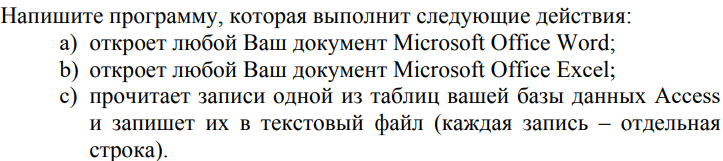 Напишите программу, которая выполнит следующие действия:
a) откроет любой Ваш документ Microsoft Office Word;
b) откроет любой Ваш документ Microsoft Office Excel;
c) прочитает записи одной из таблиц вашей базы данных Access
и запишет их в текстовый файл (каждая запись – отдельная
строка).